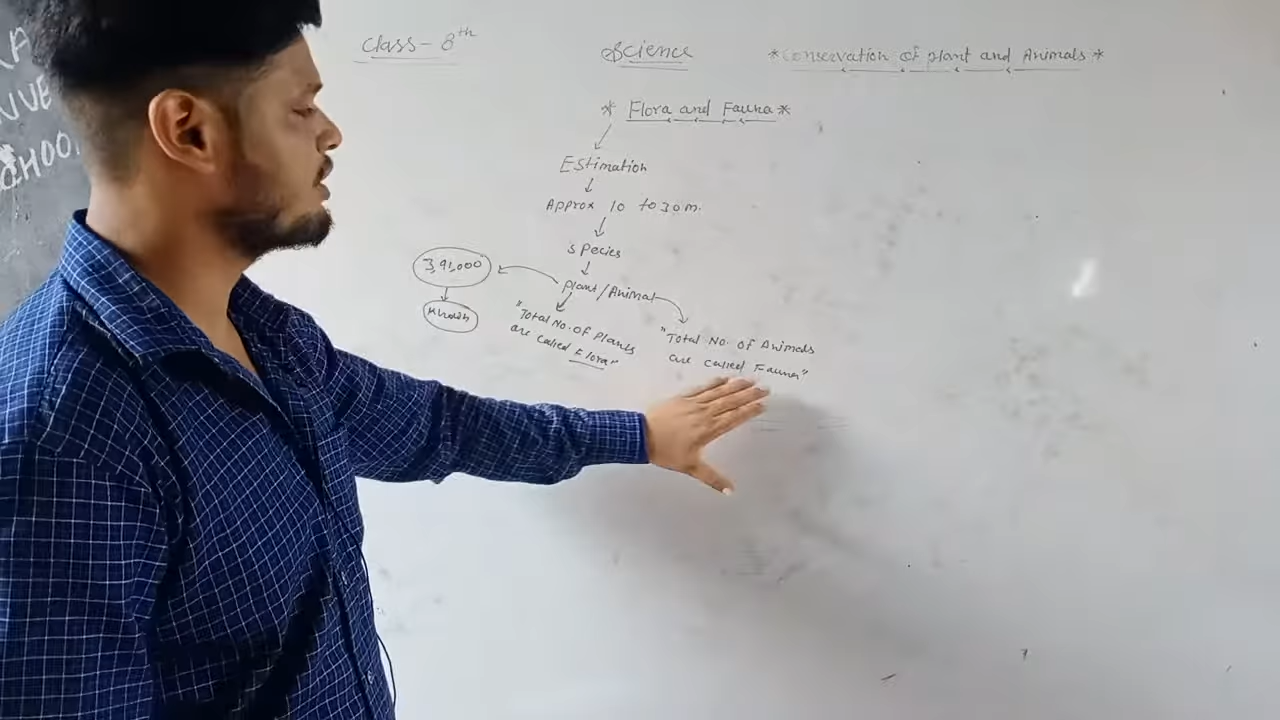 Class- 8th
Science
*Conservation of plant and Animals*
* Flora and Fauna *
Estimation
Approx 10 to 30 m.
Species
3,91,000
Plant/Animal
Known
"Total No. of Plants
are called Flora"
"Total No. of Animals
are called Fauna"